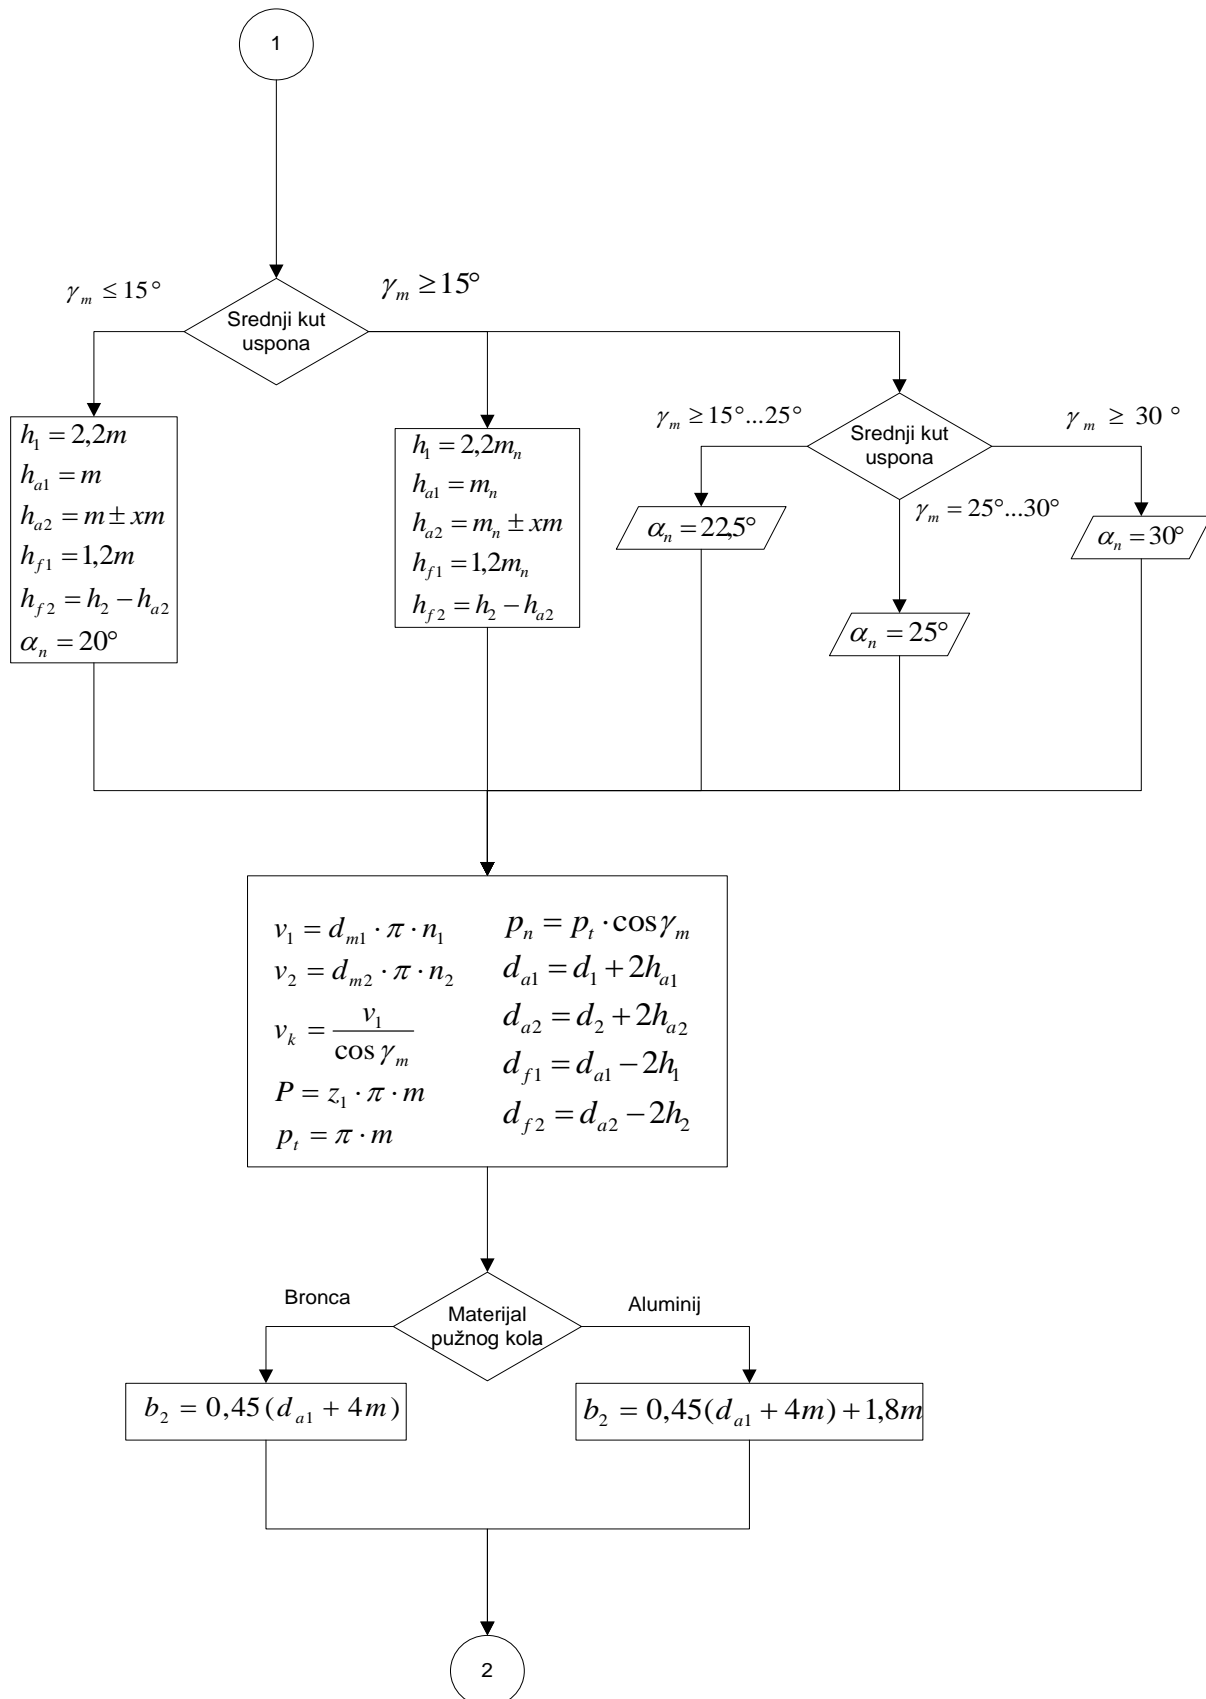 1
γm ≤ 15°
γm ≥ 15°
Srednji kut
uspona
h1 = 2,2m
ha1 = m
ha2 = m ± xm
hf1 = 1,2m
hf2 = h2 − ha2
αn = 20°
h1 = 2,2mn
ha1 = mn
ha2 = mn ± xm
hf1 = 1,2mn
hf2 = h2 − ha2
γm ≥ 15°...25°
Srednji kut
uspona
γm ≥ 30 °
γm = 25°...30°
αn = 22,5°
αn = 30°
αn = 25°
v1 = dm1 · π · n1
v2 = dm2 · π · n2
vk = v1 / cos γm
P = z1 · π · m
pt = π · m
pn = pt · cos γm
da1 = d1 + 2ha1
da2 = d2 + 2ha2
df1 = da1 − 2h1
df2 = da2 − 2h2
Bronca
Materijal
pužnog kola
Aluminij
b2 = 0,45(da1 + 4m)
b2 = 0,45(da1 + 4m) + 1,8m
2